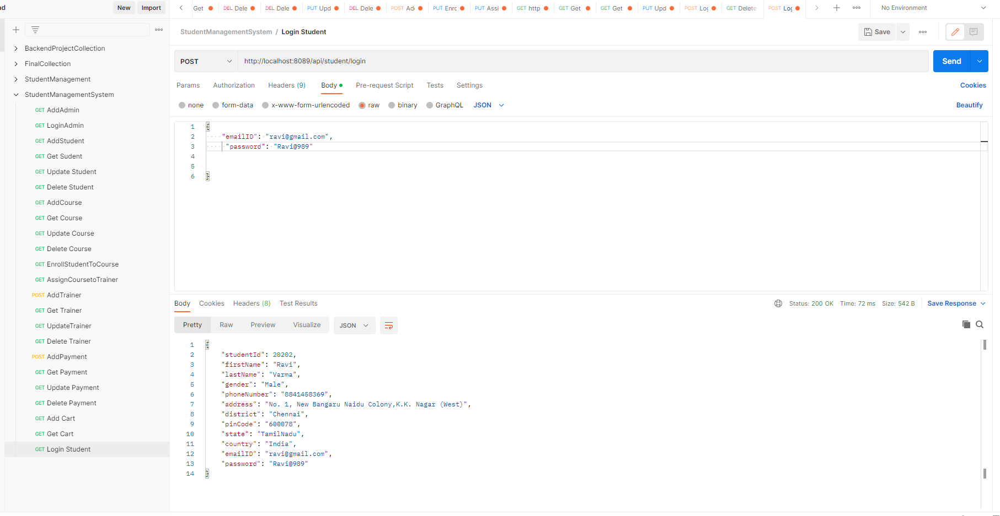 ad
New Import
Get DEL Dele DEL Dele PUT Upd DEL Dele POST Ad PUT Enrc PUT Assi GET http GET Get GET Get PUT Upd POST Log GET Delete POST Log No Environment
StudentManagementSystem / Login Student Save
BackendProjectCollection
FinalCollection
StudentManagement
StudentManagementSystem
GET AddAdmin
GET LoginAdmin
GET AddStudent
GET Get Sudent
GET Update Student
GET Delete Student
GET AddCourse
GET Get Course
GET Update Course
GET Delete Course
GET EnrollStudentToCourse
GET AssignCoursetoTrainer
POST AddTrainer
GET Get Trainer
GET UpdateTrainer
GET Delete Trainer
POST AddPayment
GET Get Payment
GET Update Payment
GET Delete Payment
GET Add Cart
GET Get Cart
GET Login Student
POST http://localhost:8089/api/student/login Send
Params Authorization Headers (9) Body Pre-request Script Tests Settings Cookies
none form-data x-www-form-urlencoded raw binary GraphQL JSON Beautify
1 {
2 "emailID": "ravi@gmail.com",
3 "password": "Ravi@989"
4
5
6 }
Body Cookies Headers (8) Test Results Status: 200 OK Time: 72 ms Size: 542 B Save Response
Pretty Raw Preview Visualize JSON
1 {
2 "studentId": 20202,
3 "firstName": "Ravi",
4 "lastName": "Varma",
5 "gender": "Male",
6 "phoneNumber": "8841458369",
7 "address": "No. 1, New Bangaru Naidu Colony,K.K. Nagar (West)",
8 "district": "Chennai",
9 "pinCode": "600078",
10 "state": "TamilNadu",
11 "country": "India",
12 "emailID": "ravi@gmail.com",
13 "password": "Ravi@989"
14 }